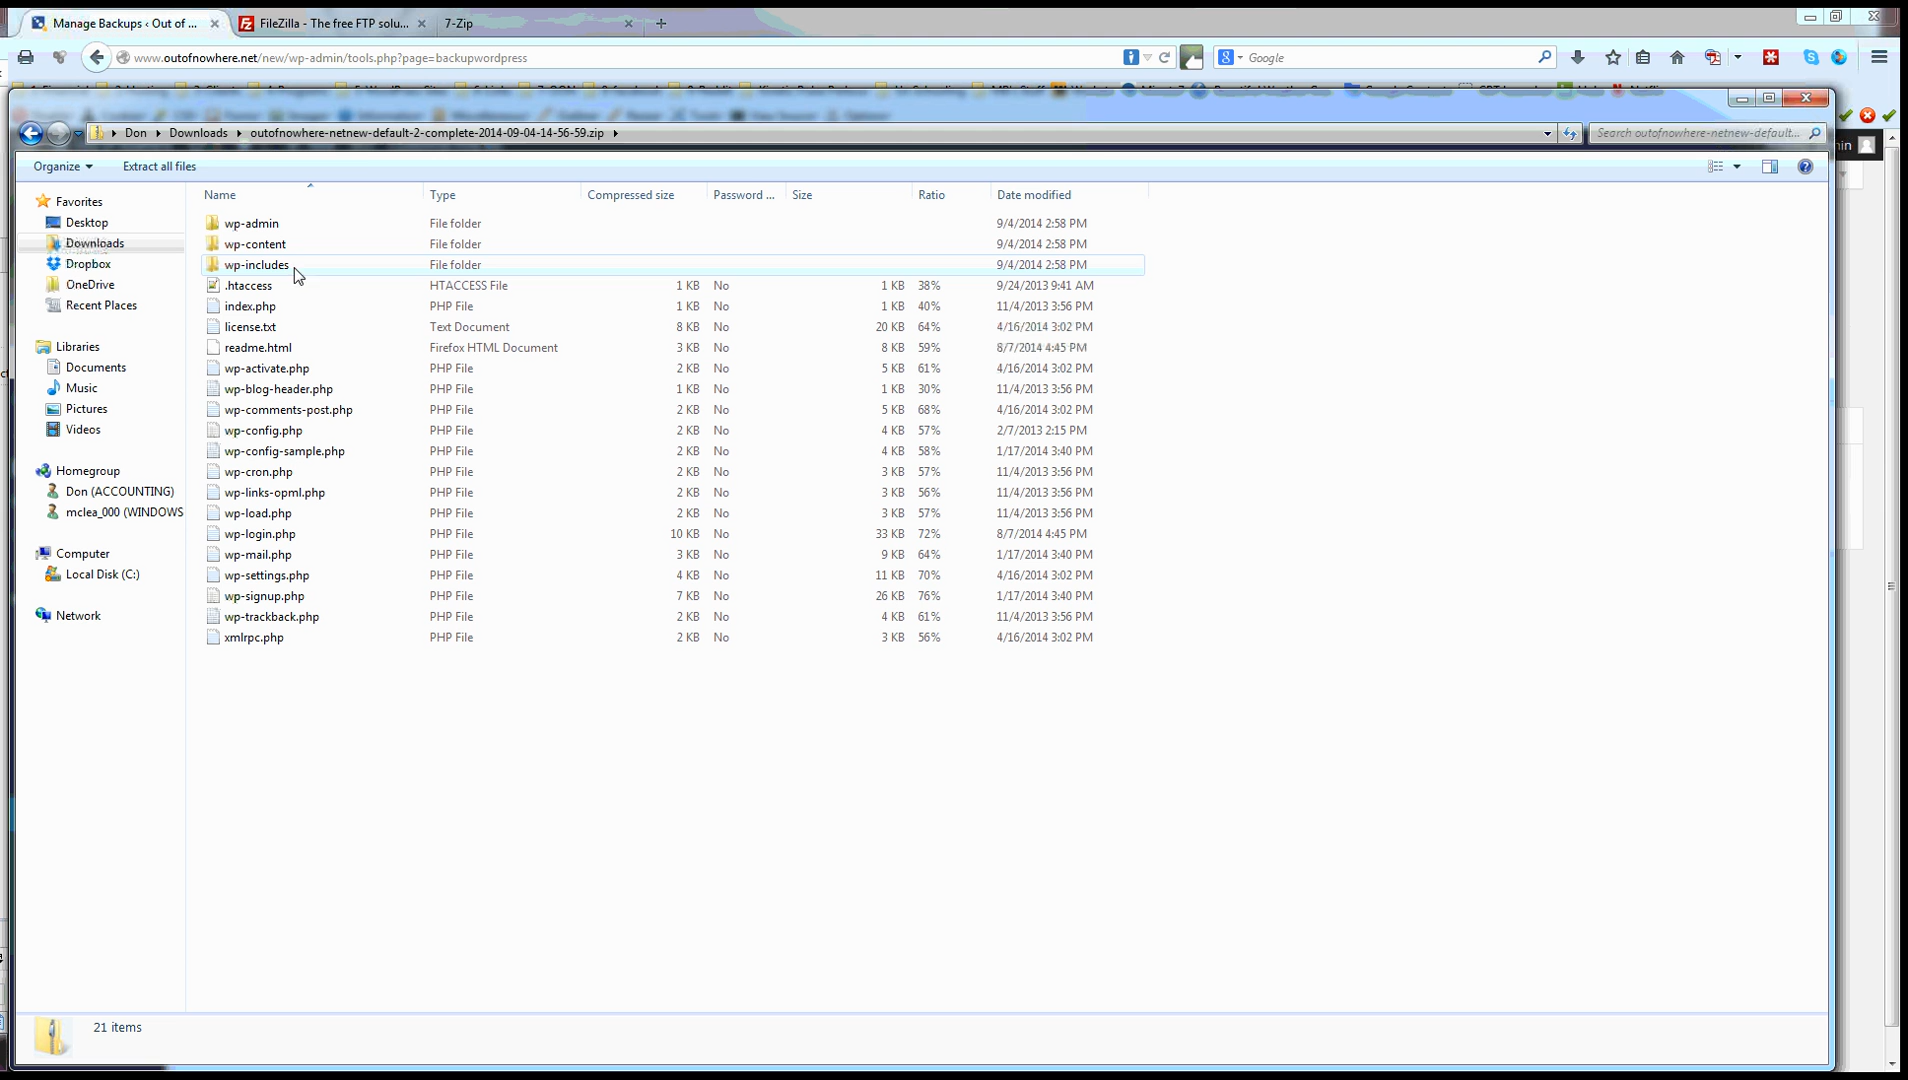 Manage Backups ‹ Out of ... FileZilla - The free FTP solu... 7-Zip
www.outofnowhere.net/new/wp-admin/tools.php?page=backupwordpress Google
Don Downloads outofnowhere-netnew-default-2-complete-2014-09-04-14-56-59.zip Search outofnowhere-netnew-default...
Organize Extract all files
Name Type Compressed size Password ... Size Ratio Date modified
Favorites
Desktop
Downloads
Dropbox
OneDrive
Recent Places
Libraries
Documents
Music
Pictures
Videos
Homegroup
Don (ACCOUNTING)
mclea_000 (WINDOWS
Computer
Local Disk (C:)
Network
wp-admin File folder 9/4/2014 2:58 PM
wp-content File folder 9/4/2014 2:58 PM
wp-includes File folder 9/4/2014 2:58 PM
.htaccess HTACCESS File 1 KB No 1 KB 38% 9/24/2013 9:41 AM
index.php PHP File 1 KB No 1 KB 40% 11/4/2013 3:56 PM
license.txt Text Document 8 KB No 20 KB 64% 4/16/2014 3:02 PM
readme.html Firefox HTML Document 3 KB No 8 KB 59% 8/7/2014 4:45 PM
wp-activate.php PHP File 2 KB No 5 KB 61% 4/16/2014 3:02 PM
wp-blog-header.php PHP File 1 KB No 1 KB 30% 11/4/2013 3:56 PM
wp-comments-post.php PHP File 2 KB No 5 KB 68% 4/16/2014 3:02 PM
wp-config.php PHP File 2 KB No 4 KB 57% 2/7/2013 2:15 PM
wp-config-sample.php PHP File 2 KB No 4 KB 58% 1/17/2014 3:40 PM
wp-cron.php PHP File 2 KB No 3 KB 57% 11/4/2013 3:56 PM
wp-links-opml.php PHP File 2 KB No 3 KB 56% 11/4/2013 3:56 PM
wp-load.php PHP File 2 KB No 3 KB 57% 11/4/2013 3:56 PM
wp-login.php PHP File 10 KB No 33 KB 72% 8/7/2014 4:45 PM
wp-mail.php PHP File 3 KB No 9 KB 64% 1/17/2014 3:40 PM
wp-settings.php PHP File 4 KB No 11 KB 70% 4/16/2014 3:02 PM
wp-signup.php PHP File 7 KB No 26 KB 76% 1/17/2014 3:40 PM
wp-trackback.php PHP File 2 KB No 4 KB 61% 11/4/2013 3:56 PM
xmlrpc.php PHP File 2 KB No 3 KB 56% 4/16/2014 3:02 PM
21 items